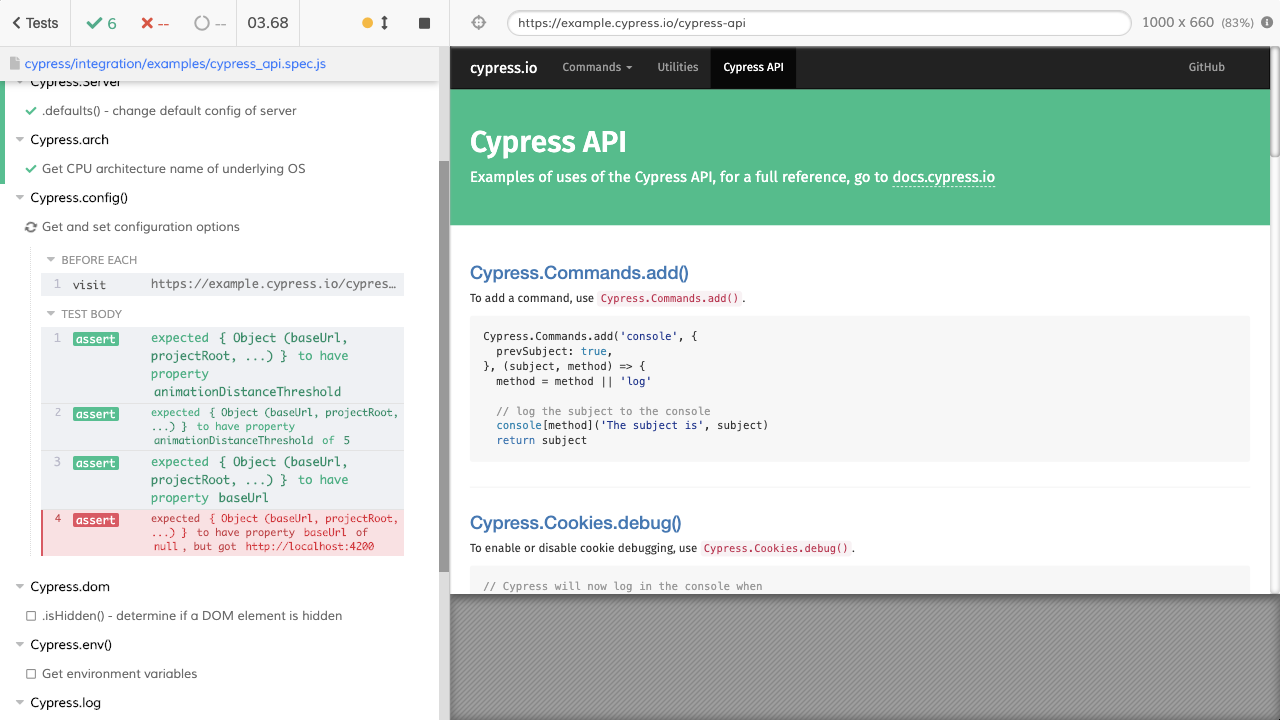 Tests
6
--
--
03.68
https://example.cypress.io/cypress-api
1000 x 660 (83%)
cypress/integration/examples/cypress_api.spec.js
Cypress.Server
.defaults() - change default config of server
Cypress.arch
Get CPU architecture name of underlying OS
Cypress.config()
Get and set configuration options
BEFORE EACH
1 visit https://example.cypress.io/cypres…
TEST BODY
1 assert expected { Object (baseUrl,
projectRoot, ...) } to have
property
animationDistanceThreshold
2 assert expected { Object (baseUrl, projectRoot,
...) } to have property
animationDistanceThreshold of 5
3 assert expected { Object (baseUrl,
projectRoot, ...) } to have
property baseUrl
4 assert expected { Object (baseUrl, projectRoot,
...) } to have property baseUrl of
null, but got http://localhost:4200
Cypress.dom
.isHidden() - determine if a DOM element is hidden
Cypress.env()
Get environment variables
Cypress.log
cypress.io
Commands
Utilities
Cypress API
GitHub
Cypress API
Examples of uses of the Cypress API, for a full reference, go to docs.cypress.io
Cypress.Commands.add()
To add a command, use Cypress.Commands.add().
Cypress.Commands.add('console', {
prevSubject: true,
}, (subject, method) => {
method = method || 'log'
// log the subject to the console
console[method]('The subject is', subject)
return subject
Cypress.Cookies.debug()
To enable or disable cookie debugging, use Cypress.Cookies.debug().
// Cypress will now log in the console when